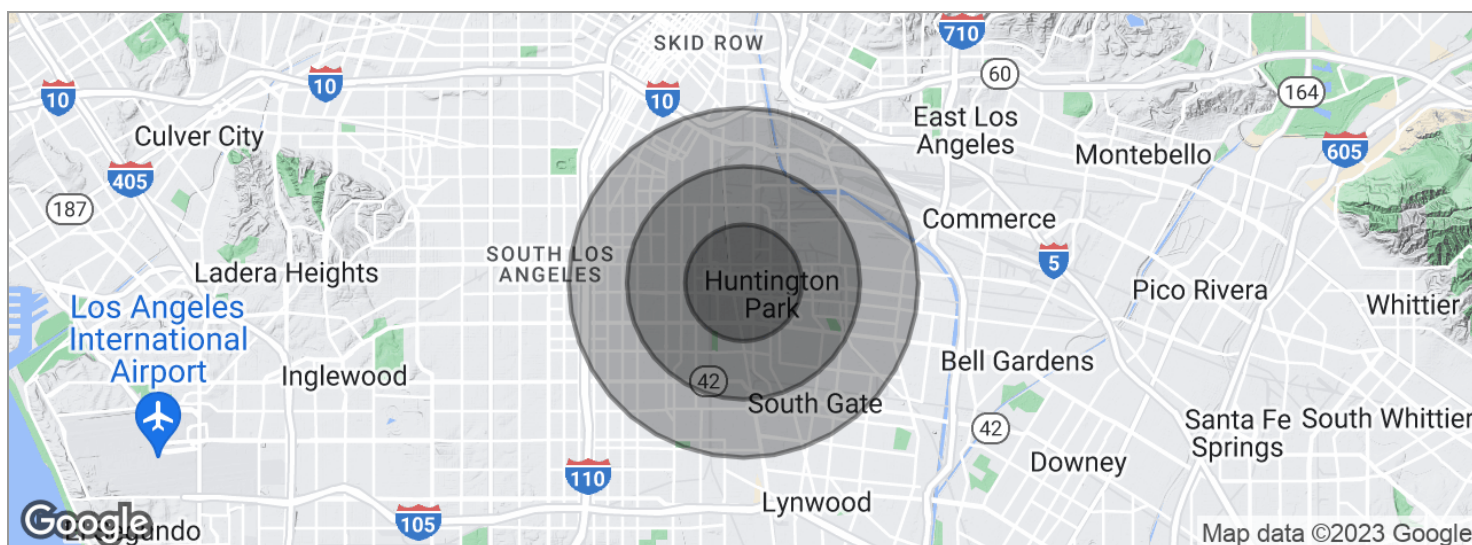 710
SKID ROW
60
10
10
10
164
Culver City
East Los
Angeles
Montebello
605
405
187
Commerce
SOUTH LOS
ANGELES
5
Ladera Heights
Huntington
Park
Pico Rivera
Whittier
Los Angeles
International
Airport
Inglewood
Bell Gardens
42
South Gate
Santa Fe
Springs
South Whittier
42
Downey
110
Lynwood
105
Google
El Segundo
Map data ©2023 Google